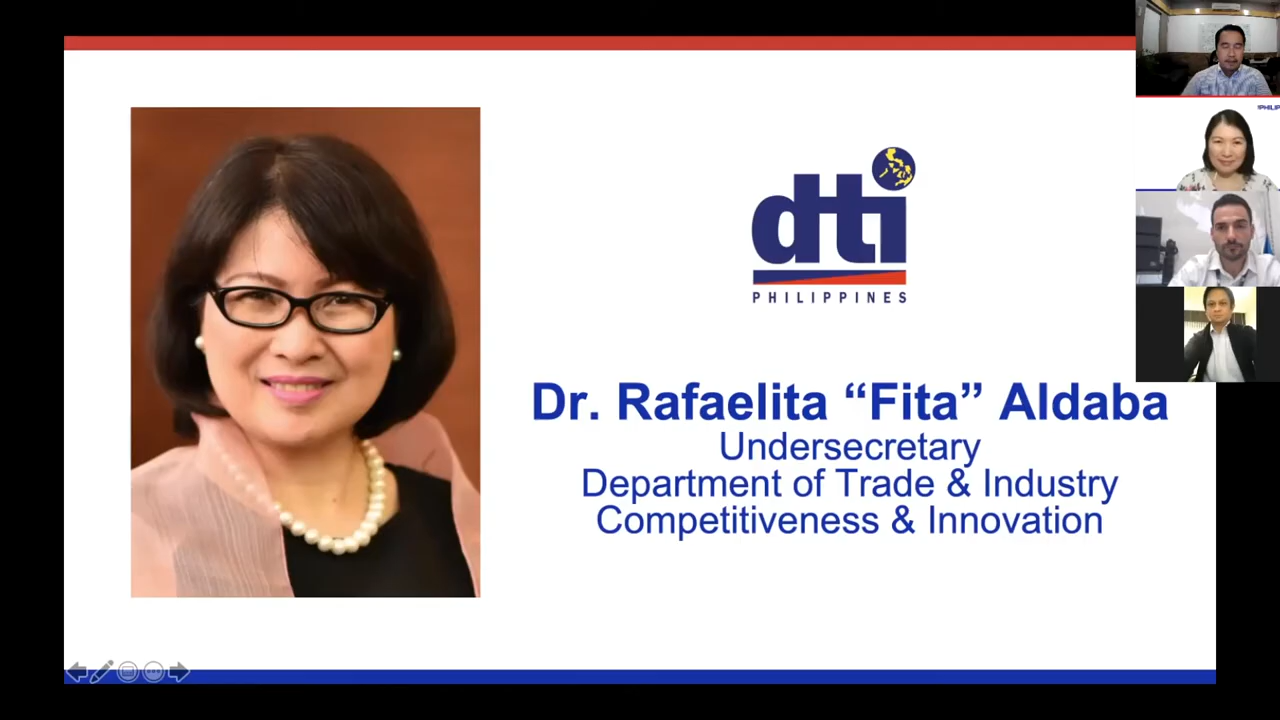 dti
PHILIPPINES
Dr. Rafaelita “Fita” Aldaba
Undersecretary
Department of Trade & Industry
Competitiveness & Innovation